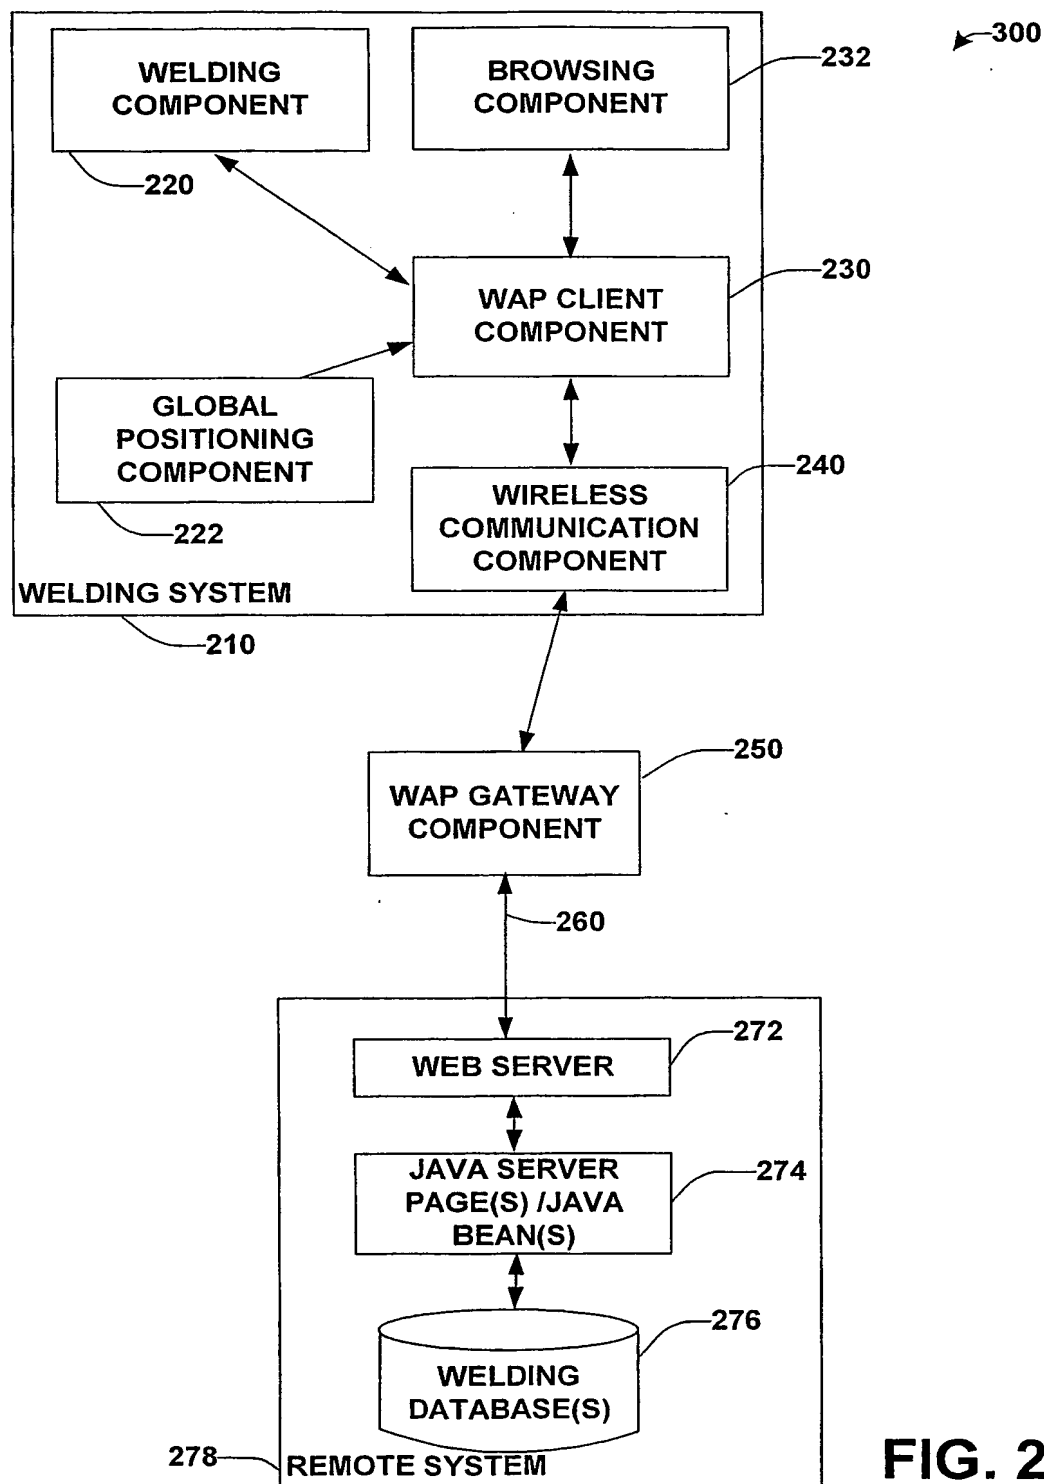 300
WELDING
COMPONENT
220
BROWSING
COMPONENT
232
WAP CLIENT
COMPONENT
230
GLOBAL
POSITIONING
COMPONENT
222
WIRELESS
COMMUNICATION
COMPONENT
240
WELDING SYSTEM
210
WAP GATEWAY
COMPONENT
250
260
WEB SERVER
272
JAVA SERVER
PAGE(S) /JAVA
BEAN(S)
274
WELDING
DATABASE(S)
276
278
REMOTE SYSTEM
FIG. 2